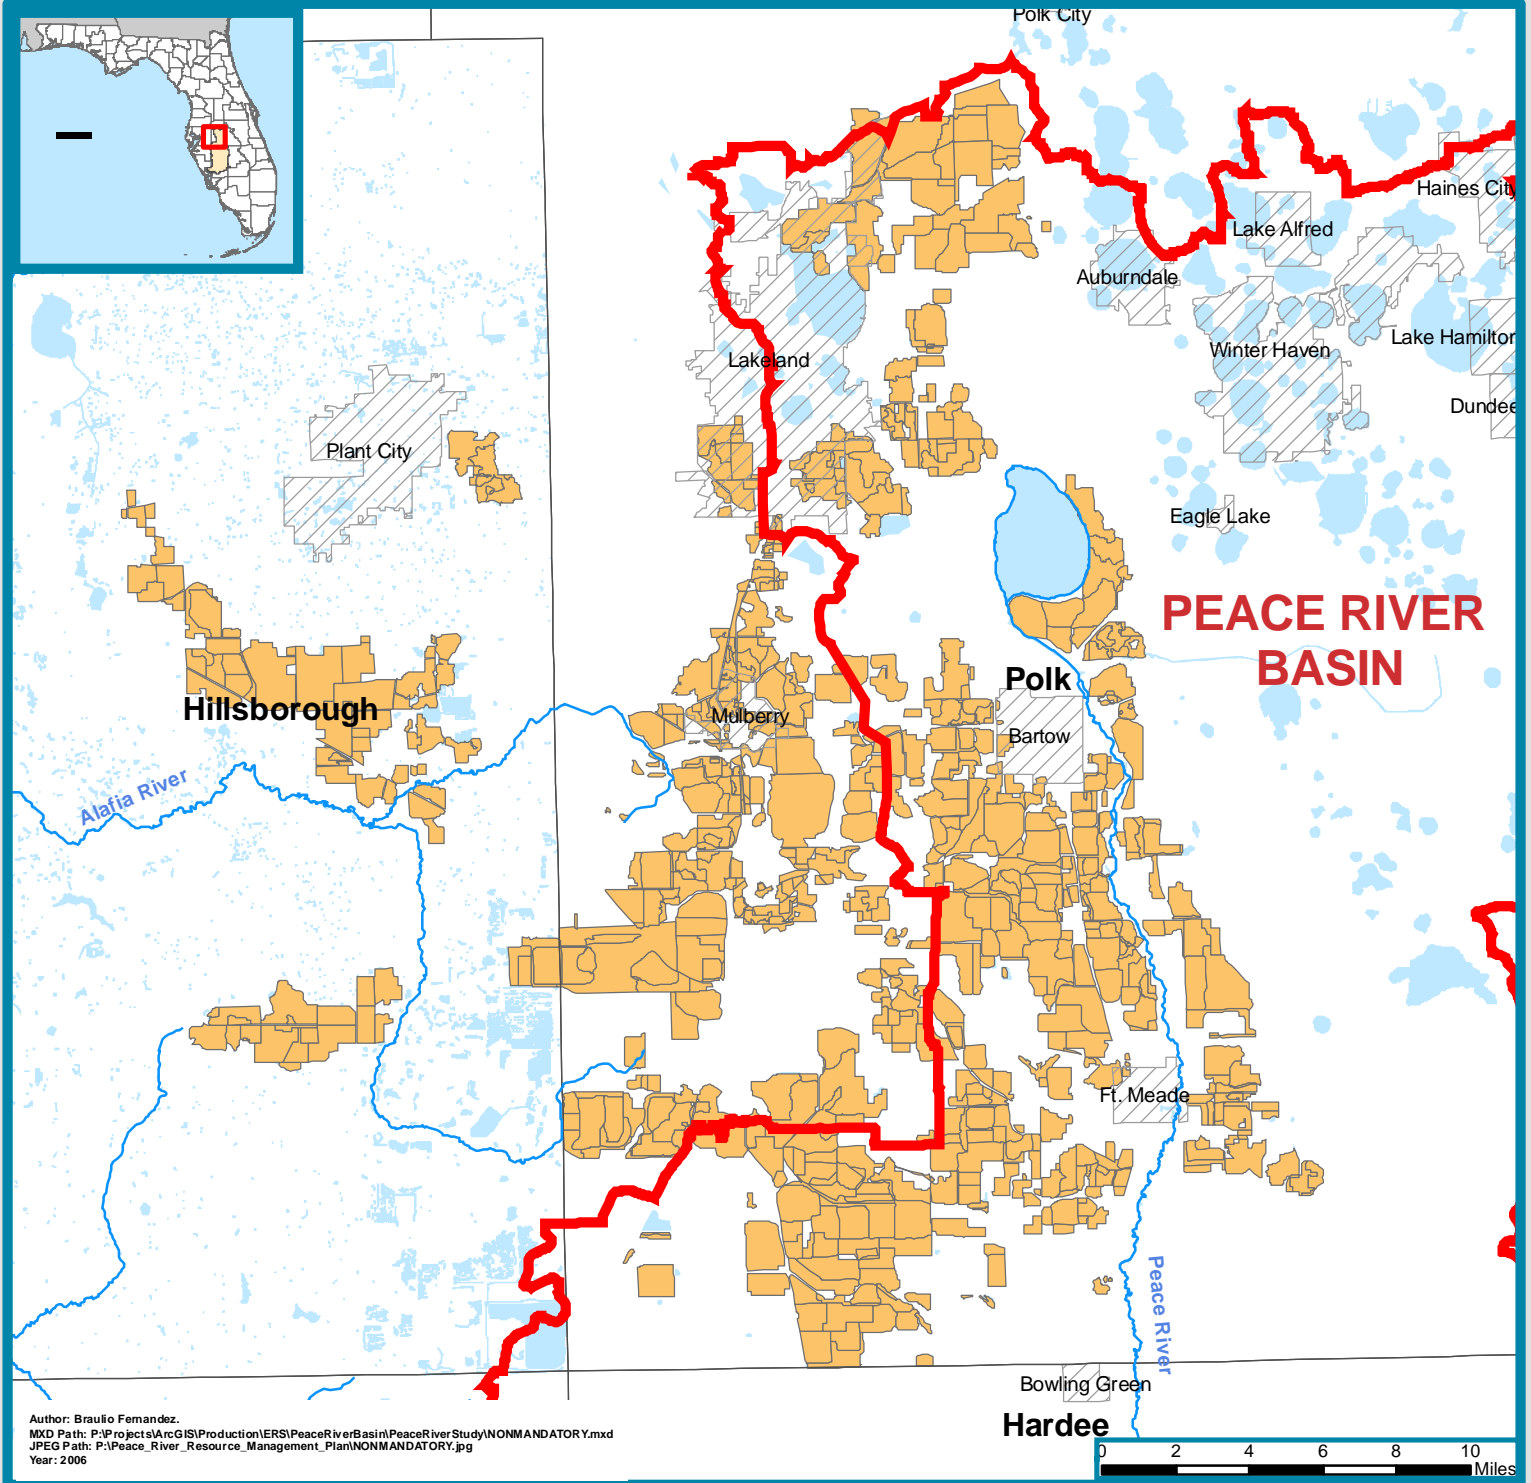 Polk City
Haines City
Lake Alfred
Auburndale
Lake Hamilton
Winter Haven
Lakeland
Dundee
Plant City
Eagle Lake
PEACE RIVER
BASIN
Polk
Hillsborough
Mulberry
Bartow
Alafia River
Ft. Meade
Peace River
Bowling Green
Hardee
Author: Braulio Fernandez.
MXD Path: P:\Projects\ArcGIS\Production\ERS\PeaceRiverBasin\PeaceRiverStudy\NONMANDATORY.mxd
JPEG Path: P:\Peace_River_Resource_Management_Plan\NONMANDATORY.jpg
Year: 2006
0 2 4 6 8 10
Miles